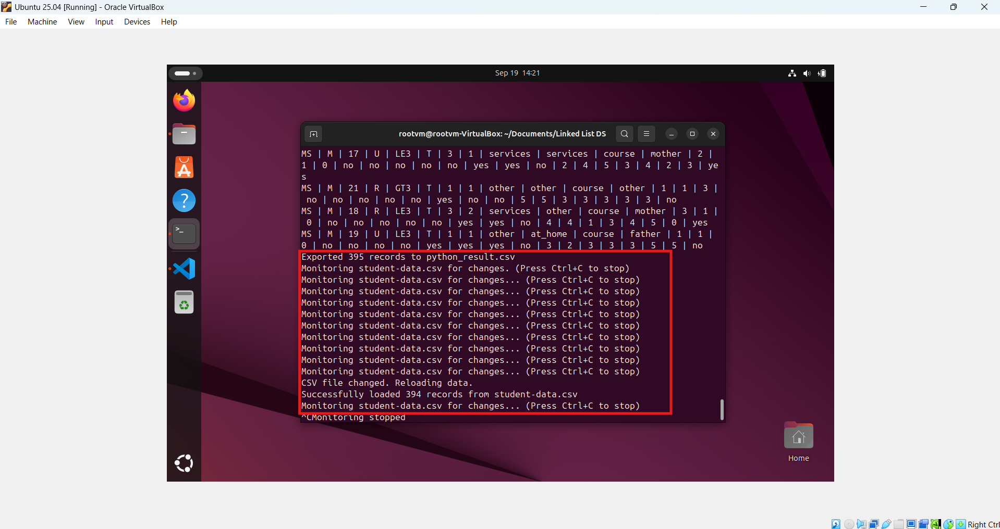 Ubuntu 25.04 [Running] - Oracle VirtualBox
File Machine View Input Devices Help
Sep 19 14:21
rootvm@rootvm-VirtualBox: ~/Documents/Linked List DS
MS | M | 17 | U | LE3 | T | 3 | 1 | services | services | course | mother | 2 |
1 | 0 | no | no | no | no | no | yes | yes | no | 2 | 4 | 5 | 3 | 4 | 2 | 3 | ye
s
MS | M | 21 | R | GT3 | T | 1 | 1 | other | other | course | other | 1 | 1 | 3 |
no | no | no | no | no | yes | no | no | 5 | 5 | 3 | 3 | 3 | 3 | 3 | no
MS | M | 18 | R | LE3 | T | 3 | 2 | services | other | course | mother | 3 | 1 |
0 | no | no | no | no | no | yes | yes | no | 4 | 4 | 1 | 3 | 4 | 5 | 0 | yes
MS | M | 19 | U | LE3 | T | 1 | 1 | other | at_home | course | father | 1 | 1 |
0 | no | no | no | no | yes | yes | yes | no | 3 | 2 | 3 | 3 | 3 | 5 | 5 | no
Exported 395 records to python_result.csv
Monitoring student-data.csv for changes. (Press Ctrl+C to stop)
Monitoring student-data.csv for changes... (Press Ctrl+C to stop)
Monitoring student-data.csv for changes... (Press Ctrl+C to stop)
Monitoring student-data.csv for changes... (Press Ctrl+C to stop)
Monitoring student-data.csv for changes... (Press Ctrl+C to stop)
Monitoring student-data.csv for changes... (Press Ctrl+C to stop)
Monitoring student-data.csv for changes... (Press Ctrl+C to stop)
Monitoring student-data.csv for changes... (Press Ctrl+C to stop)
Monitoring student-data.csv for changes... (Press Ctrl+C to stop)
Monitoring student-data.csv for changes... (Press Ctrl+C to stop)
CSV file changed. Reloading data.
Successfully loaded 394 records from student-data.csv
Monitoring student-data.csv for changes... (Press Ctrl+C to stop)
^CMonitoring stopped
Home
Right Ctrl